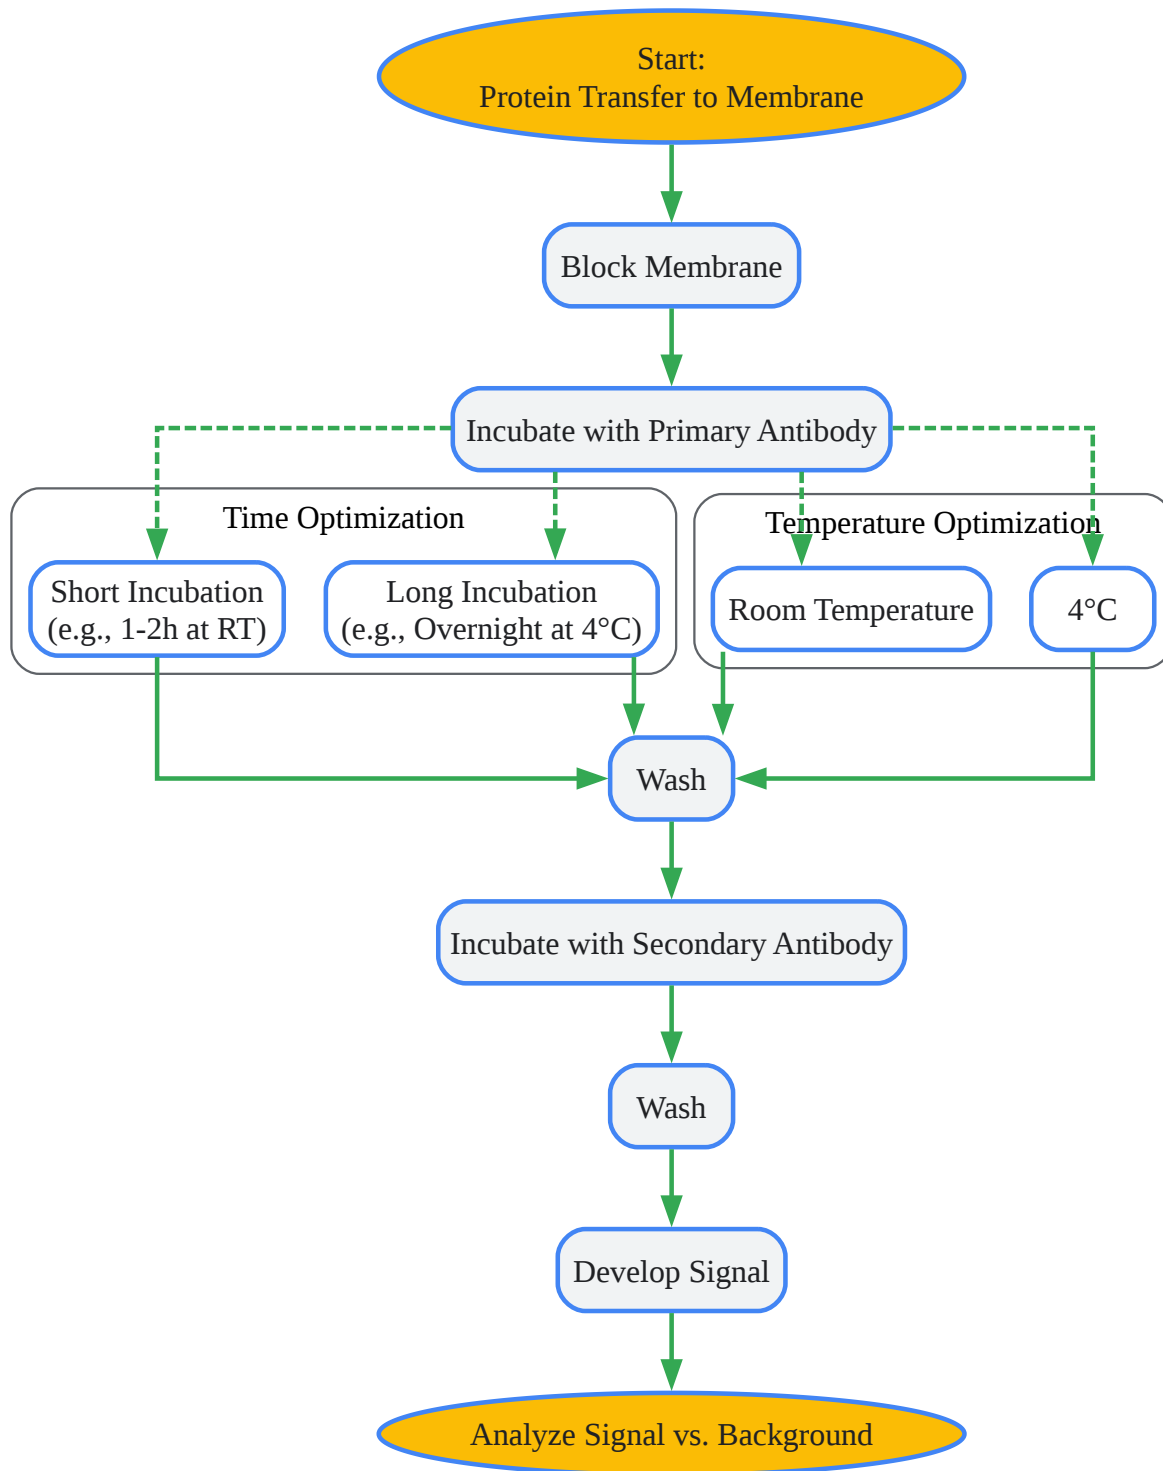 Start:
Protein Transfer to Membrane
Block Membrane
Incubate with Primary Antibody
Time Optimization
Temperature Optimization
Short Incubation
(e.g., 1-2h at RT)
Long Incubation
(e.g., Overnight at 4°C)
Room Temperature
4°C
Wash
Incubate with Secondary Antibody
Wash
Develop Signal
Analyze Signal vs. Background